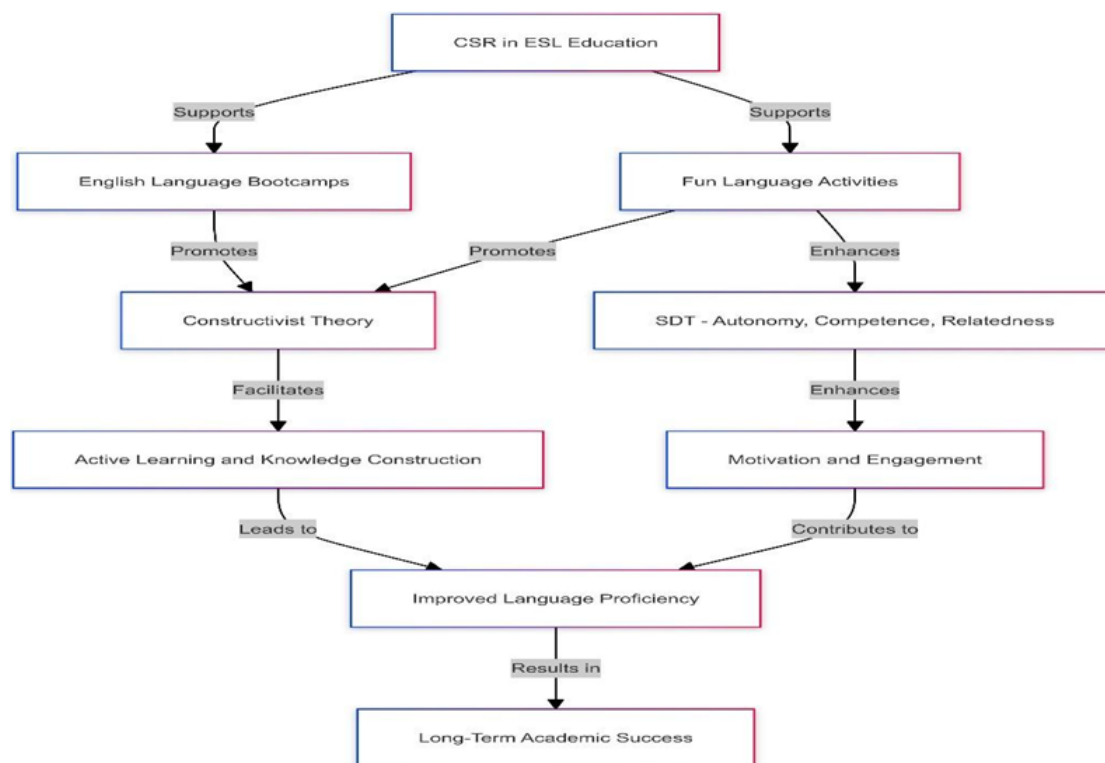 CSR in ESL Education
Supports
Supports
English Language Bootcamps
Fun Language Activities
Promotes
Promotes
Enhances
Constructivist Theory
SDT - Autonomy, Competence, Relatedness
Facilitates
Enhances
Active Learning and Knowledge Construction
Motivation and Engagement
Leads to
Contributes to
Improved Language Proficiency
Results in
Long-Term Academic Success